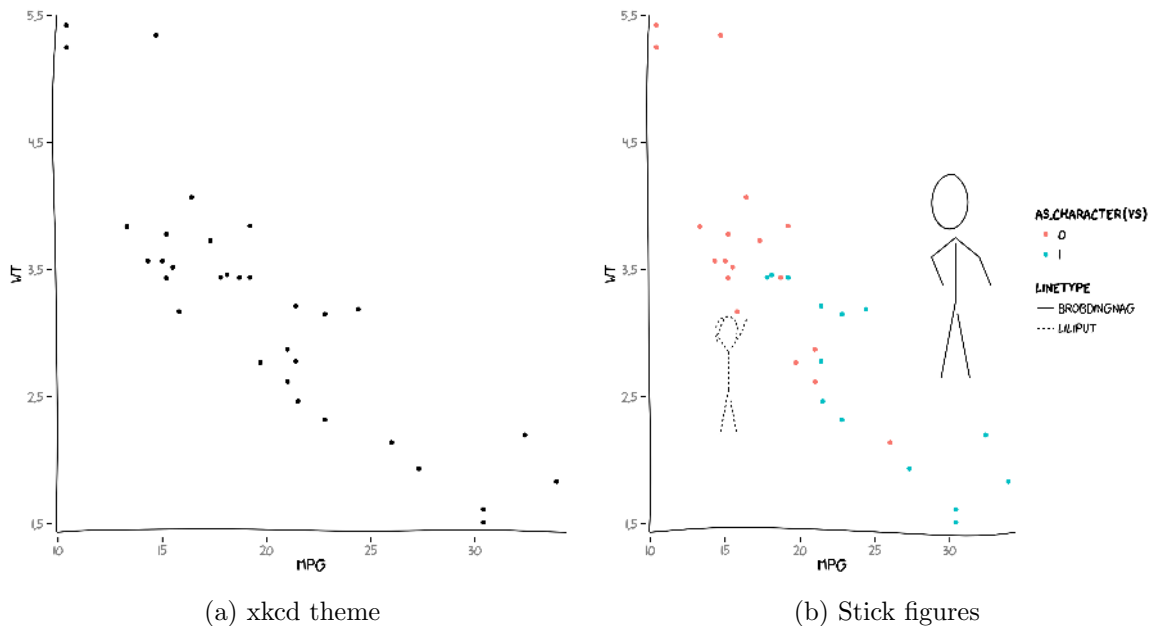 5,5
4,5
3,5
2,5
1,5
WT
10 15 20 25 30
MPG
(a) xkcd theme
5,5
4,5
3,5
2,5
1,5
WT
10 15 20 25 30
MPG
AS.CHARACTER(VS)
0
1
LINETYPE
BROBDINGNAG
LILIPUT
(b) Stick figures